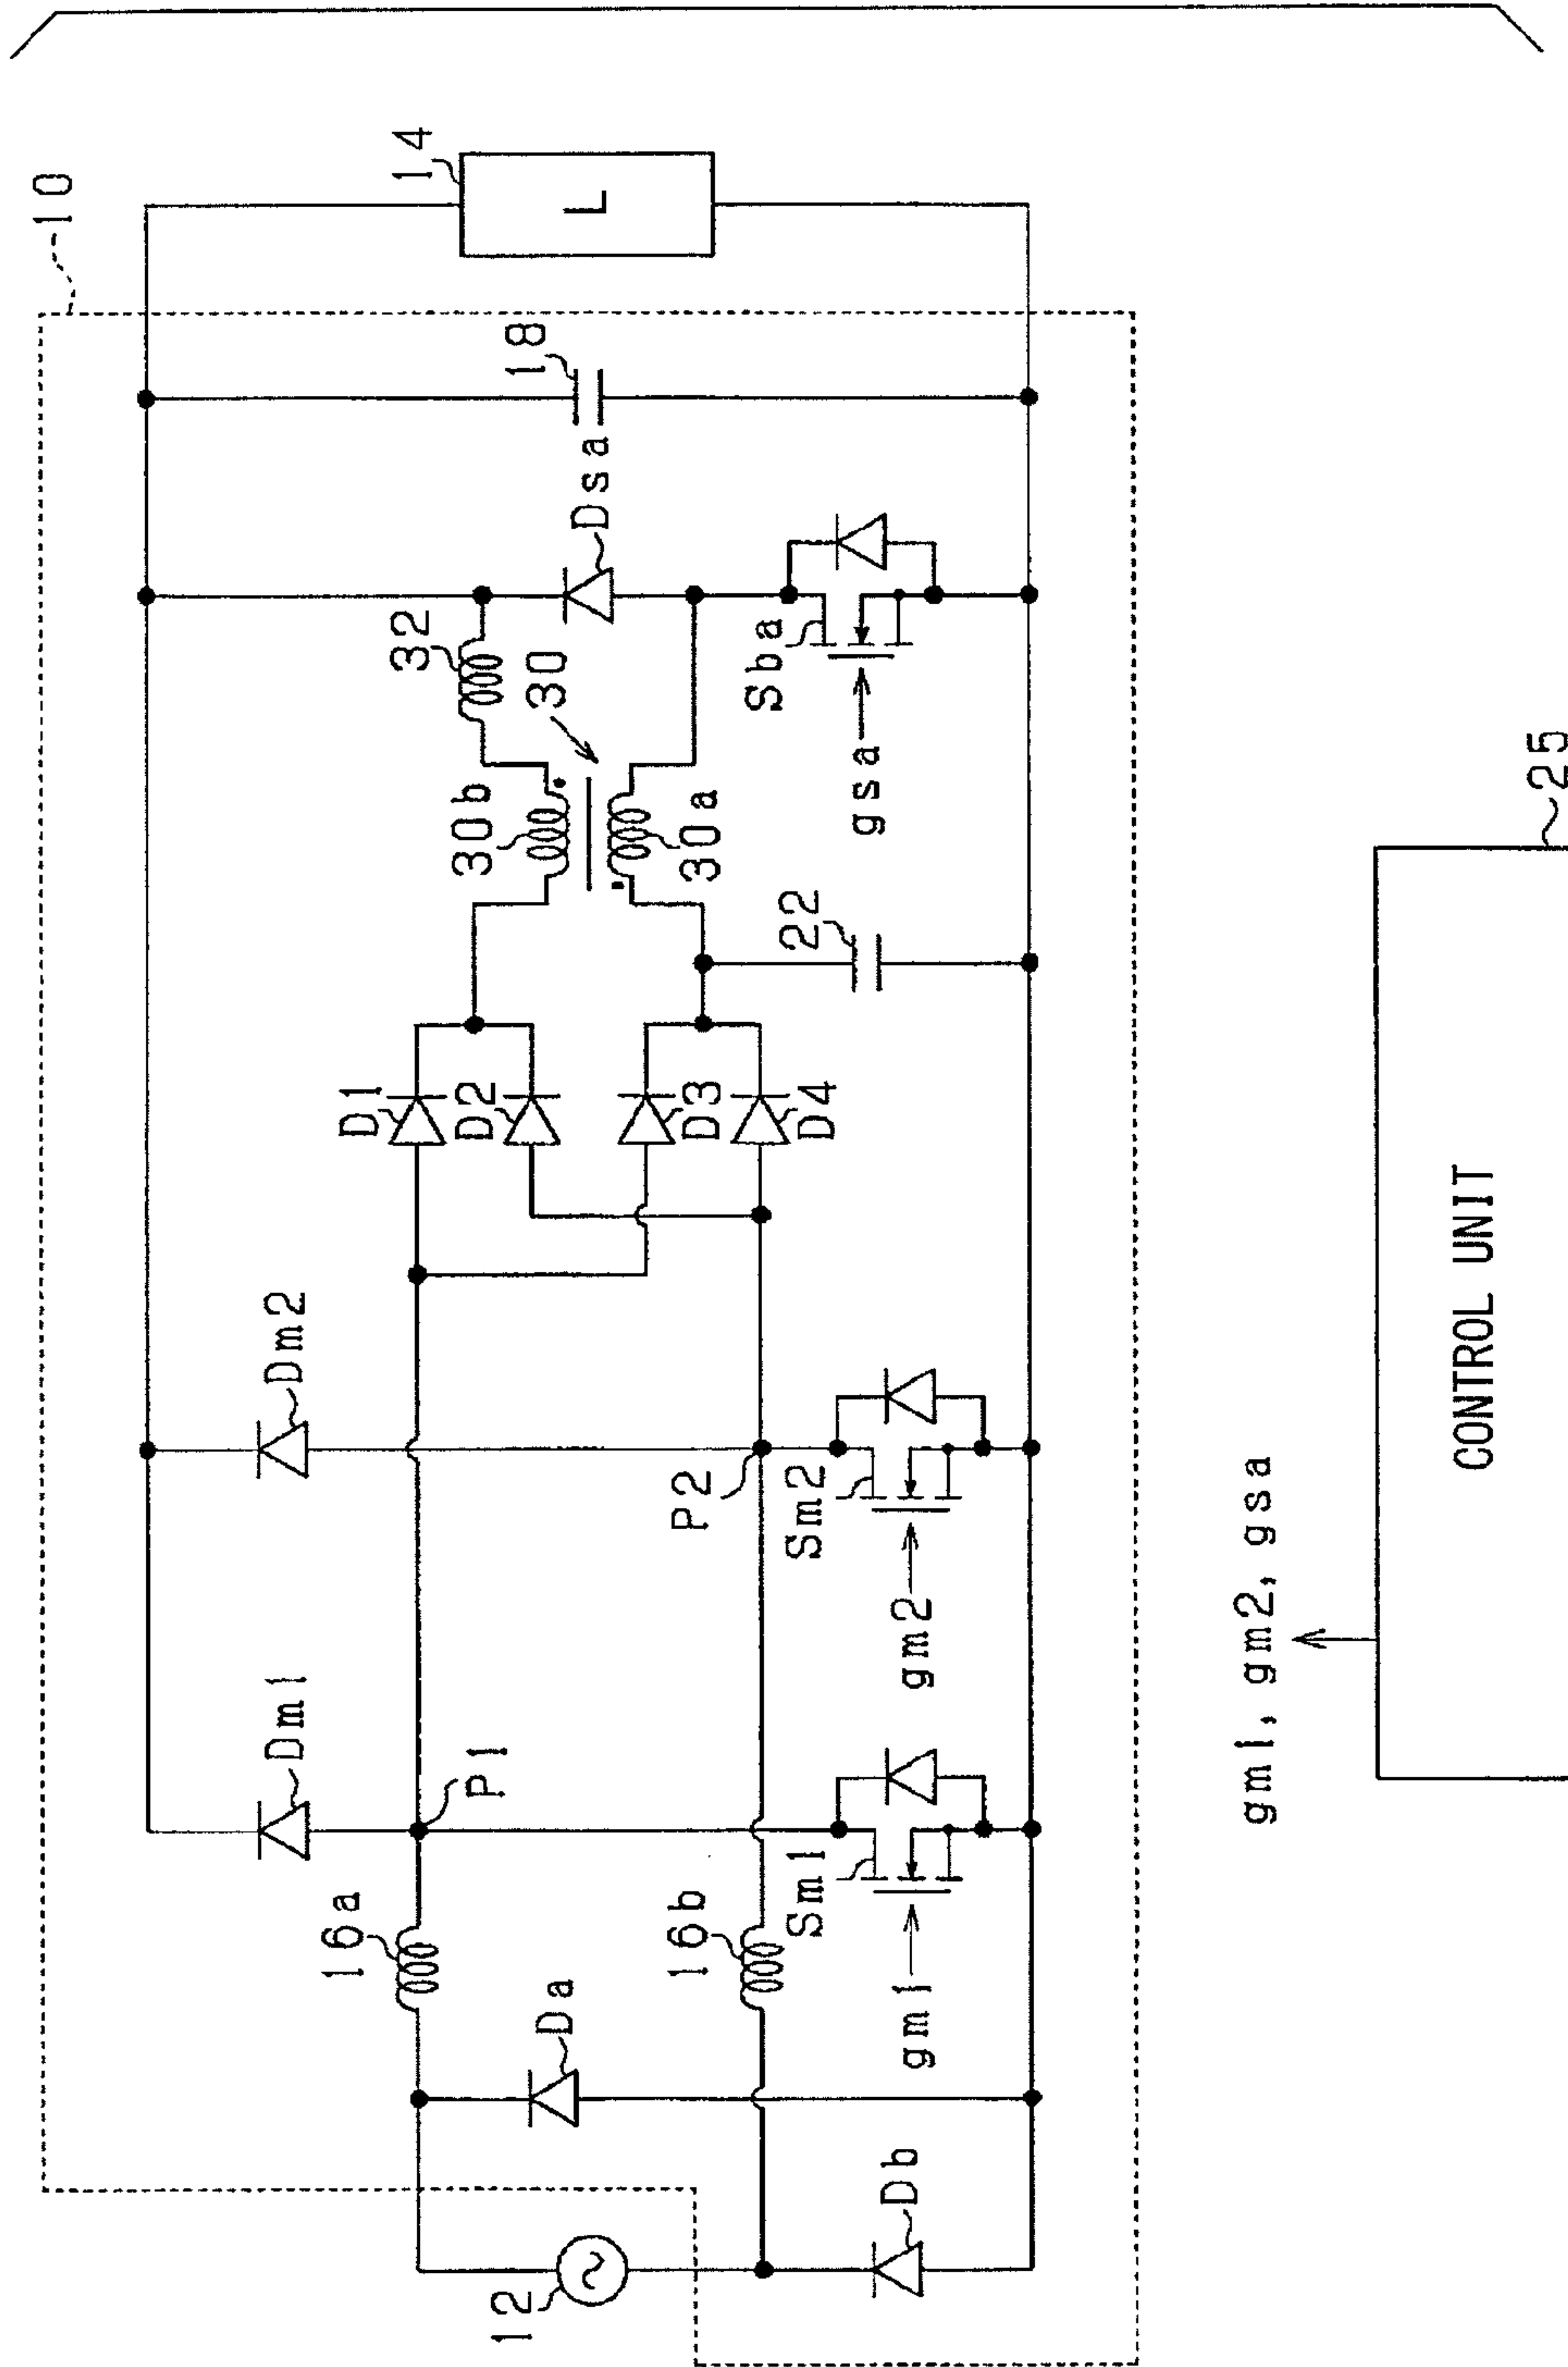 10
14
L
18
Dsa
32
30
30b
30a
Sba
gsa
22
D1
D2
D3
D4
Dm2
Dm1
P2
P1
Sm2
gm2
16a
16b
Sm1
gm1
Da
Db
12
gm1, gm2, gsa
25
CONTROL UNIT